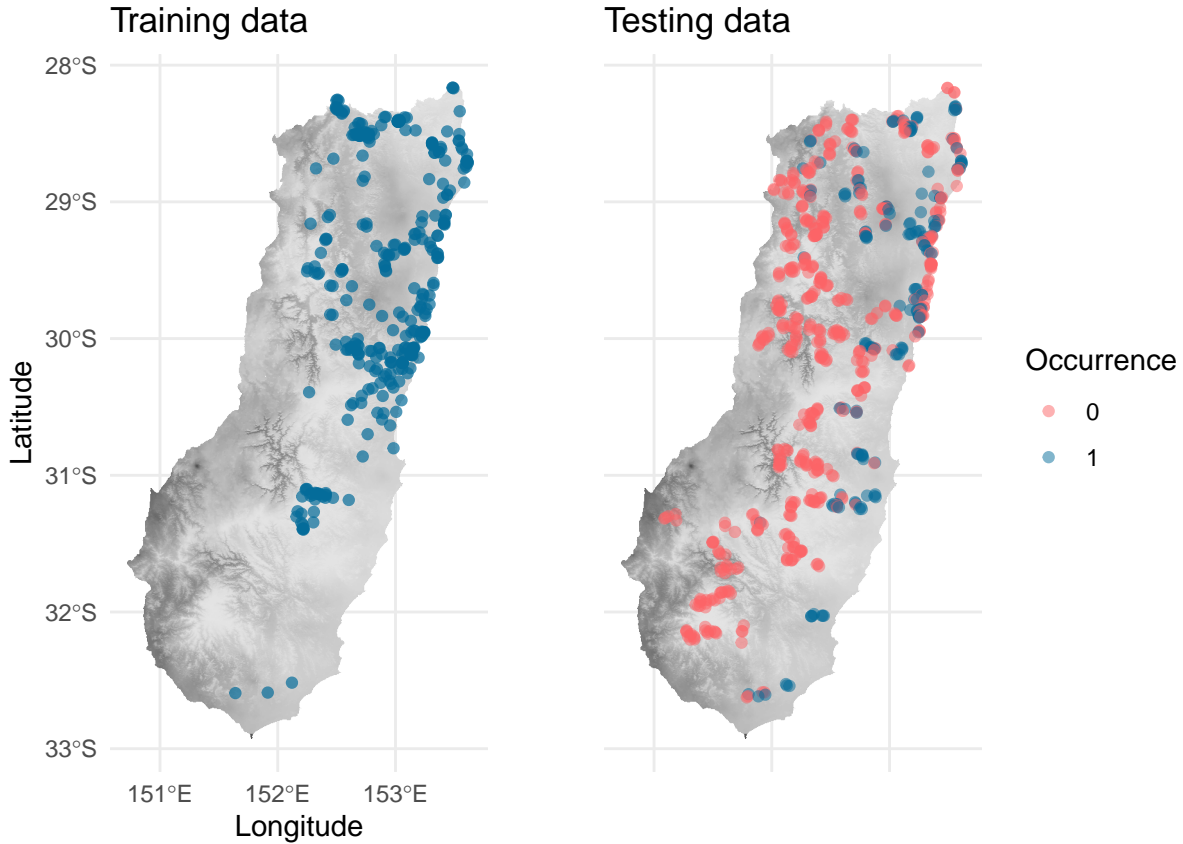 Training data
Testing data
28°S
29°S
30°S
31°S
32°S
33°S
Latitude
151°E 152°E 153°E
Longitude
Occurrence
0
1